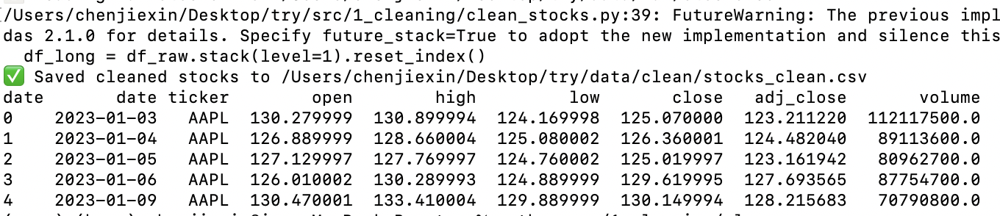 /Users/chenjiexin/Desktop/try/src/1_cleaning/clean_stocks.py:39: FutureWarning: The previous impl
das 2.1.0 for details. Specify future_stack=True to adopt the new implementation and silence this
  df_long = df_raw.stack(level=1).reset_index()
✅ Saved cleaned stocks to /Users/chenjiexin/Desktop/try/data/clean/stocks_clean.csv
date        date ticker        open        high         low       close   adj_close       volume
0     2023-01-03   AAPL  130.279999  130.899994  124.169998  125.070000  123.211220  112117500.0
1     2023-01-04   AAPL  126.889999  128.660004  125.080002  126.360001  124.482040   89113600.0
2     2023-01-05   AAPL  127.129997  127.769997  124.760002  125.019997  123.161942   80962700.0
3     2023-01-06   AAPL  126.010002  130.289993  124.889999  129.619995  127.693565   87754700.0
4     2023-01-09   AAPL  130.470001  133.410004  129.889999  130.149994  128.215683   70790800.0